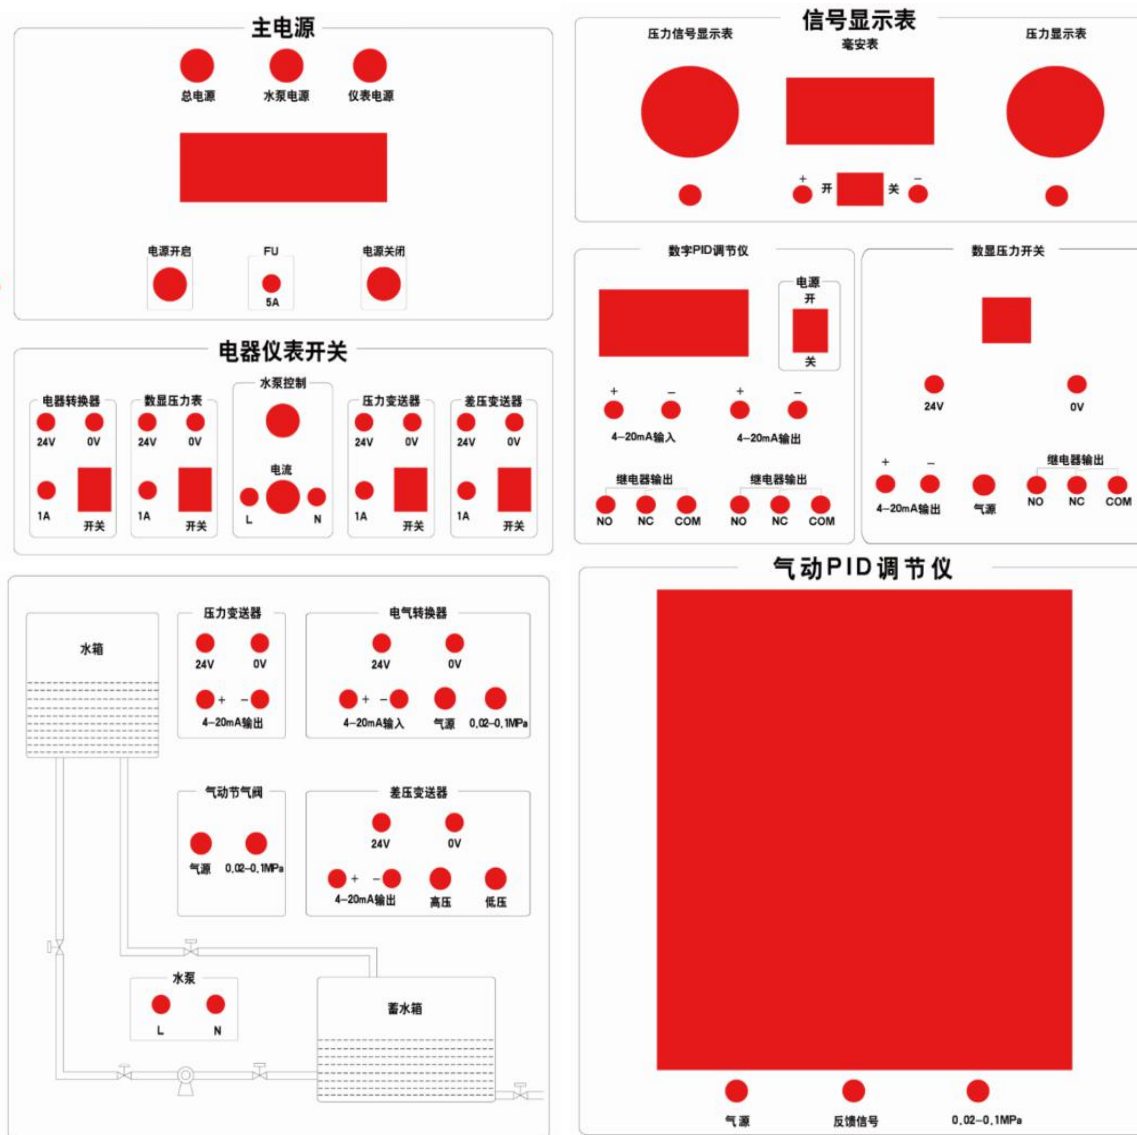 主电源
总电源 水泵电源 仪表电源
电源开启 FU 电源关闭
5A
信号显示表
压力信号显示表 毫安表 压力显示表
+ 开 关 −
数字PID调节仪
电源
开
关
+ − + −
4-20mA输入 4-20mA输出
继电器输出 继电器输出
NO NC COM NO NC COM
数显压力开关
24V 0V
继电器输出
+ −
4-20mA输出 气源 NO NC COM
电器仪表开关
水泵控制
电器转换器 数显压力表 压力变送器 差压变送器
24V 0V 24V 0V 24V 0V 24V 0V
电流
1A 1A L N 1A 1A
开关 开关 开关 开关
水箱
压力变送器
24V 0V
+ −
4-20mA输出
电气转换器
24V 0V
+ −
4-20mA输入 气源 0.02-0.1MPa
气动节气阀
气源 0.02-0.1MPa
差压变送器
24V 0V
+ −
4-20mA输出 高压 低压
水泵
L N
蓄水箱
气动PID调节仪
气源 反馈信号 0.02-0.1MPa